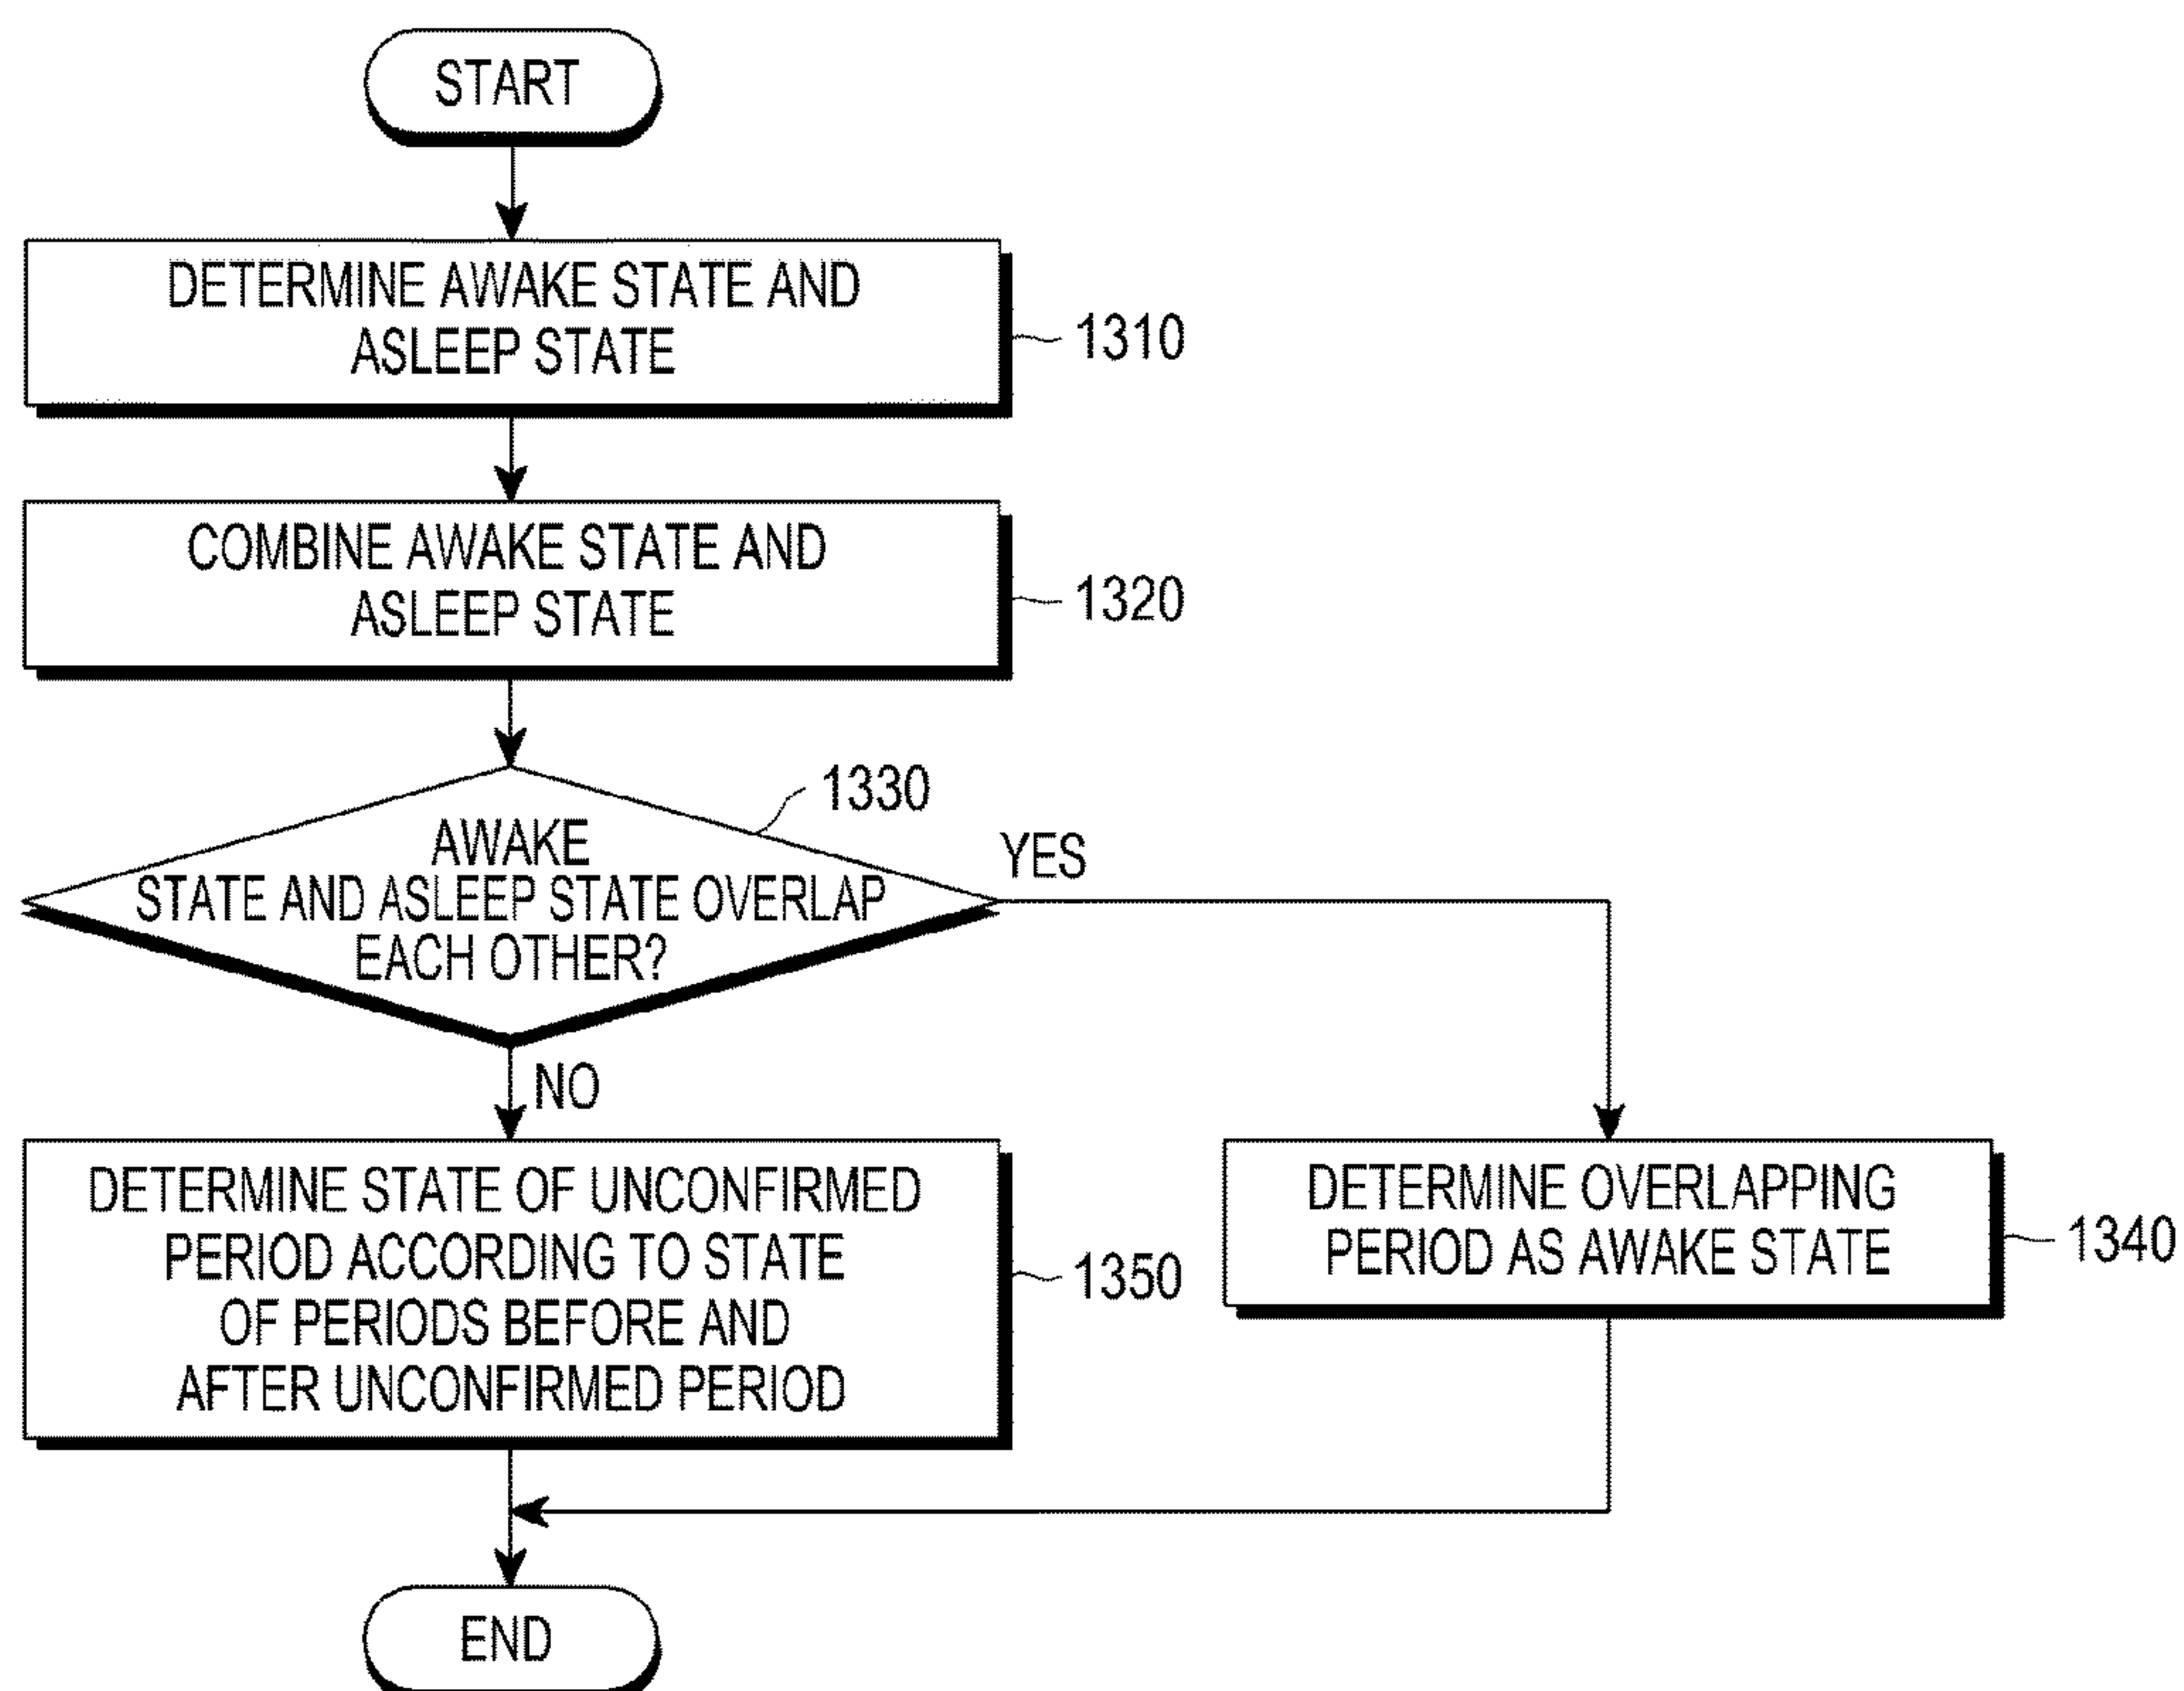 START
DETERMINE AWAKE STATE AND
ASLEEP STATE
1310
COMBINE AWAKE STATE AND
ASLEEP STATE
1320
1330
AWAKE
STATE AND ASLEEP STATE OVERLAP
EACH OTHER?
YES
NO
DETERMINE STATE OF UNCONFIRMED
PERIOD ACCORDING TO STATE
OF PERIODS BEFORE AND
AFTER UNCONFIRMED PERIOD
1350
DETERMINE OVERLAPPING
PERIOD AS AWAKE STATE
1340
END